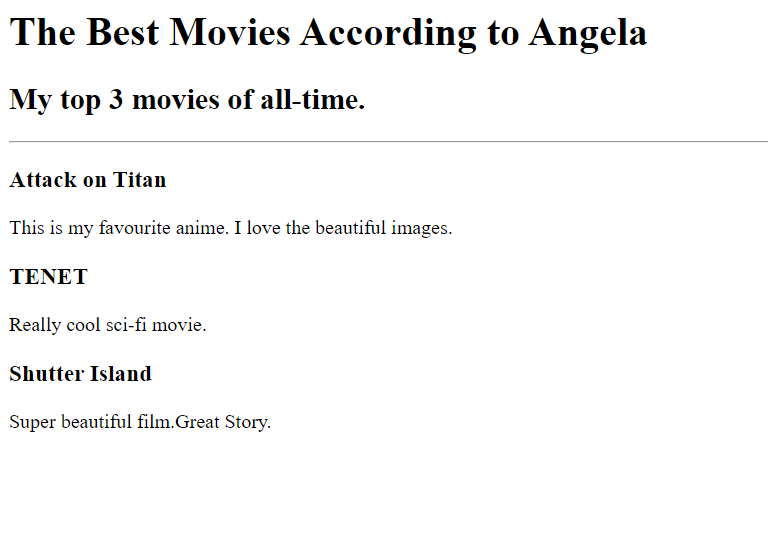 The Best Movies According to Angela
My top 3 movies of all-time.
Attack on Titan
This is my favourite anime. I love the beautiful images.
TENET
Really cool sci-fi movie.
Shutter Island
Super beautiful film.Great Story.